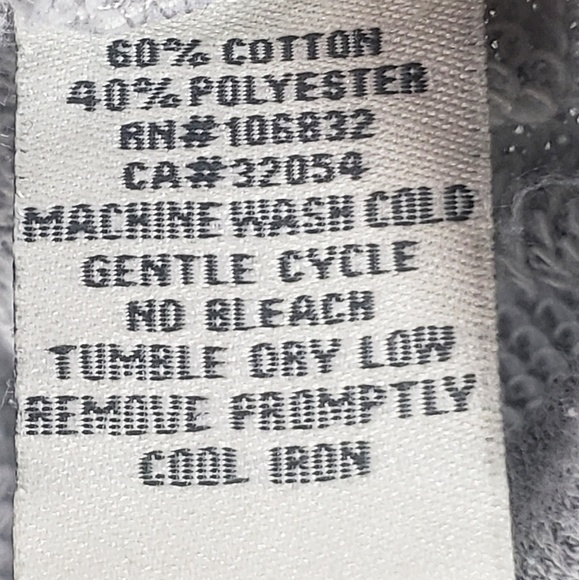 60% COTTON
40% POLYESTER
RN#106832
CA#32054
MACHINE WASH COLD
GENTLE CYCLE
NO BLEACH
TUMBLE DRY LOW
REMOVE PROMPTLY
COOL IRON